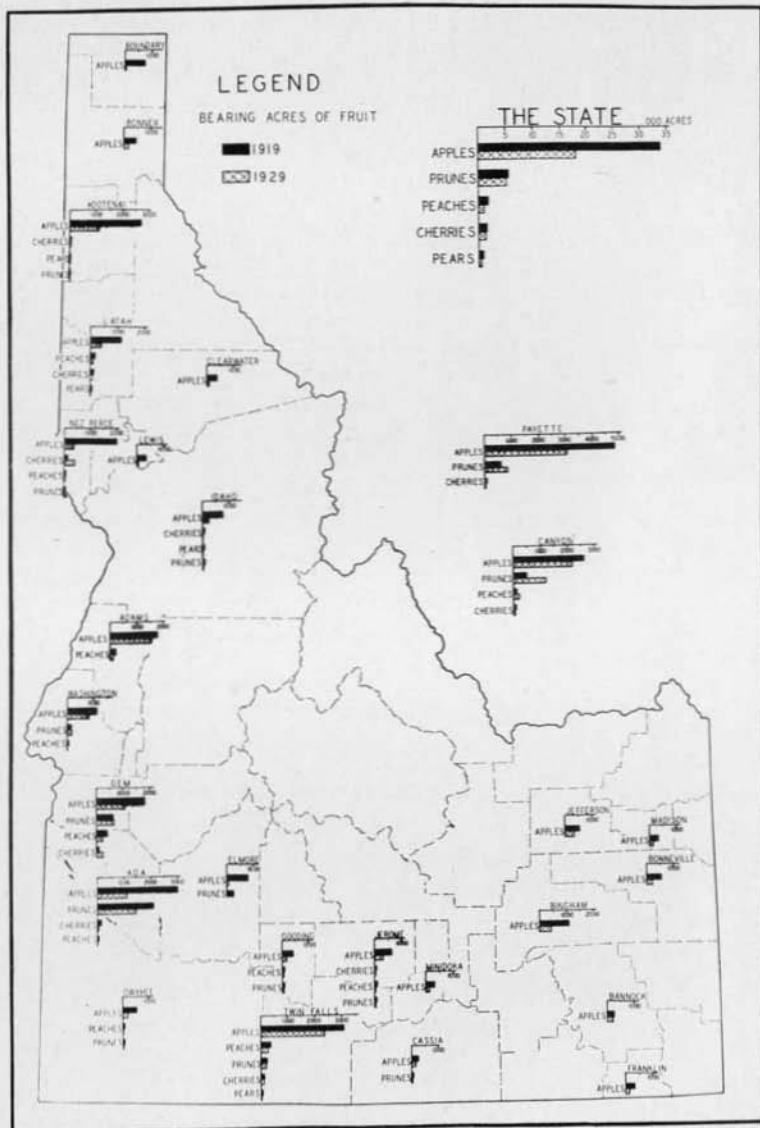 LEGEND
BEARING ACRES OF FRUIT
1919
1929
THE STATE
000 ACRES
5 10 15 20 25 30 35
APPLES
PRUNES
PEACHES
CHERRIES
PEARS
BOUNDARY
APPLES
BONNER
APPLES
KOOTENAI
APPLES
CHERRIES
PEARS
PRUNES
LATAH
APPLES
PEACHES
CHERRIES
PEARS
CLEARWATER
APPLES
NEZ PERCE
APPLES
CHERRIES
PEACHES
PRUNES
LEWIS
APPLES
IDAHO
APPLES
CHERRIES
PEARS
PRUNES
PAYETTE
APPLES
PRUNES
CHERRIES
CANYON
APPLES
PRUNES
PEACHES
CHERRIES
ADAMS
APPLES
PEACHES
WASHINGTON
APPLES
PRUNES
PEACHES
GEM
APPLES
PRUNES
PEACHES
CHERRIES
ADA
APPLES
PRUNES
CHERRIES
PEACHES
ELMORE
APPLES
PRUNES
JEFFERSON
APPLES
MADISON
APPLES
BONNEVILLE
APPLES
BINGHAM
APPLES
GOODING
APPLES
PEACHES
PRUNES
JEROME
APPLES
CHERRIES
PEACHES
PRUNES
MINIDOKA
APPLES
OWYHEE
APPLES
PEACHES
PRUNES
TWIN FALLS
APPLES
PEACHES
PRUNES
CHERRIES
PEARS
CASSIA
APPLES
PRUNES
BANNOCK
APPLES
FRANKLIN
APPLES